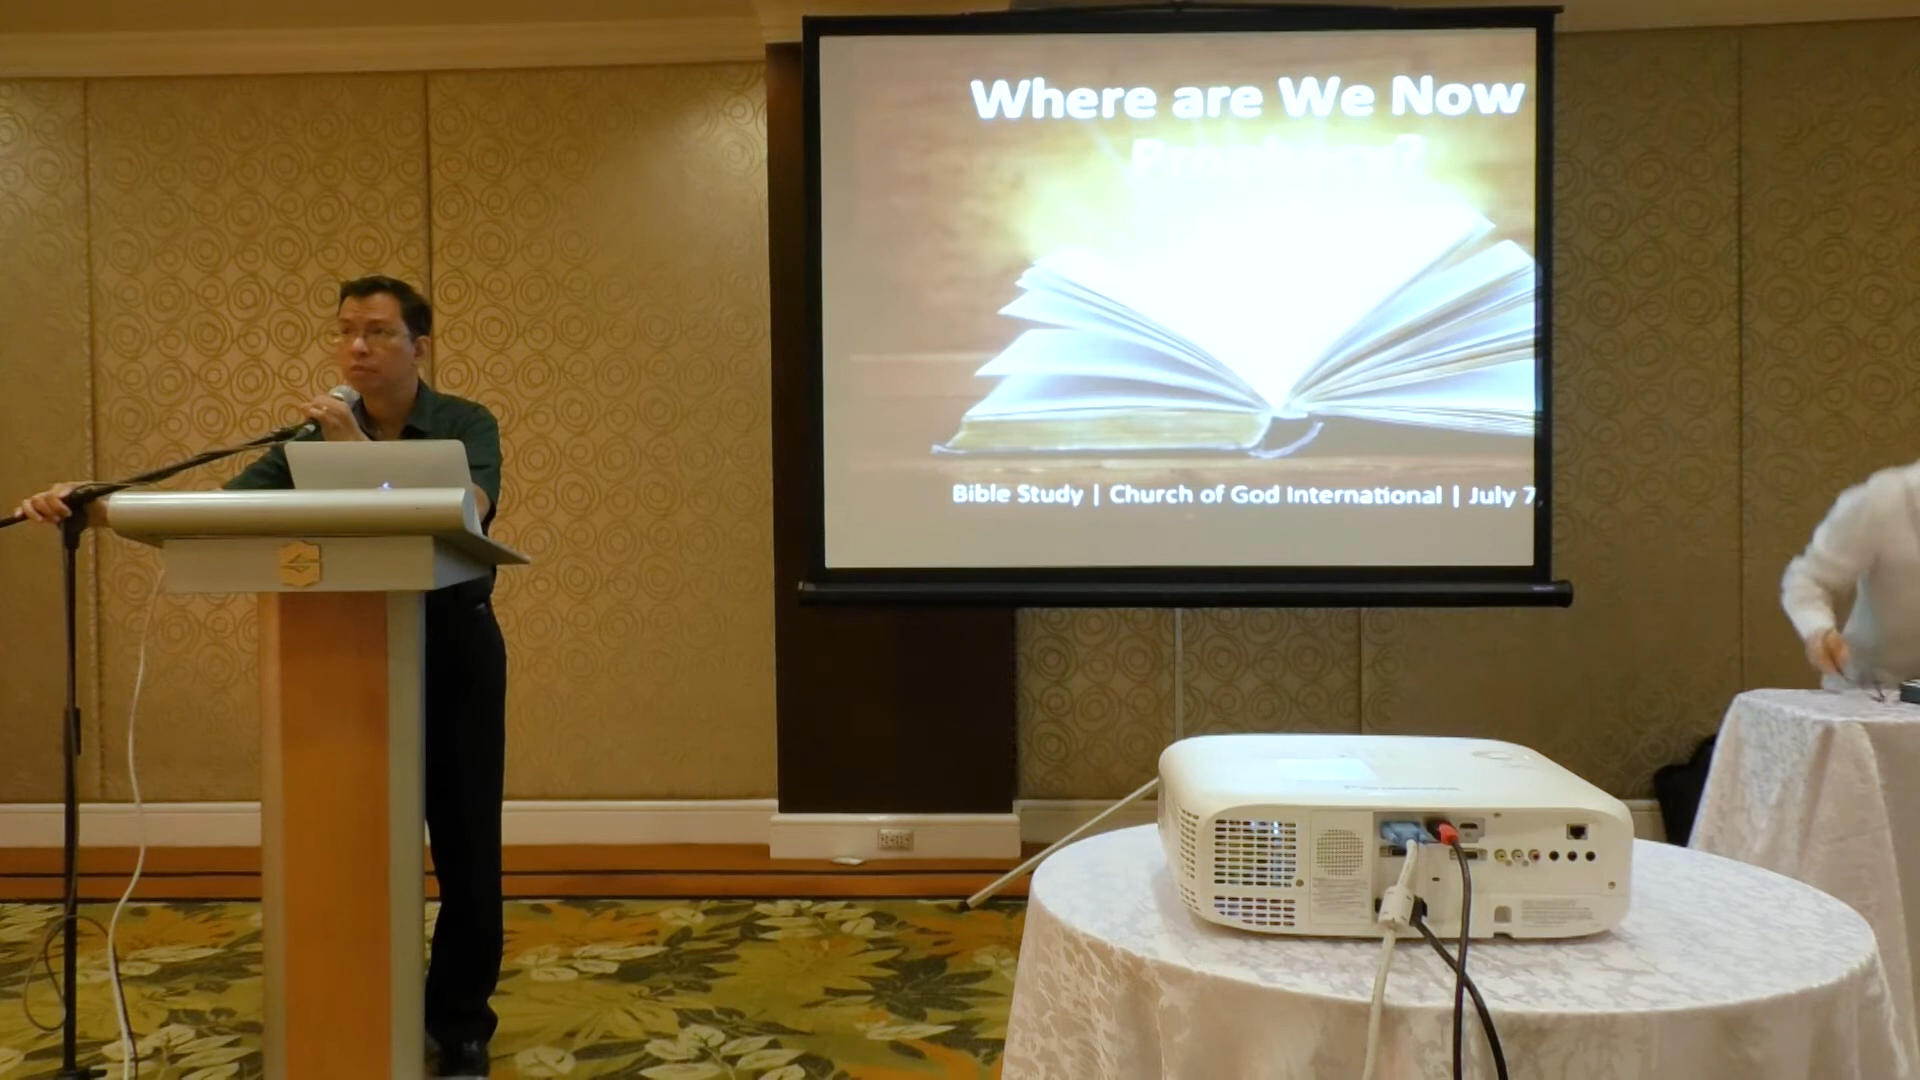 Where are We Now
Bible Study | Church of God International | July 7,